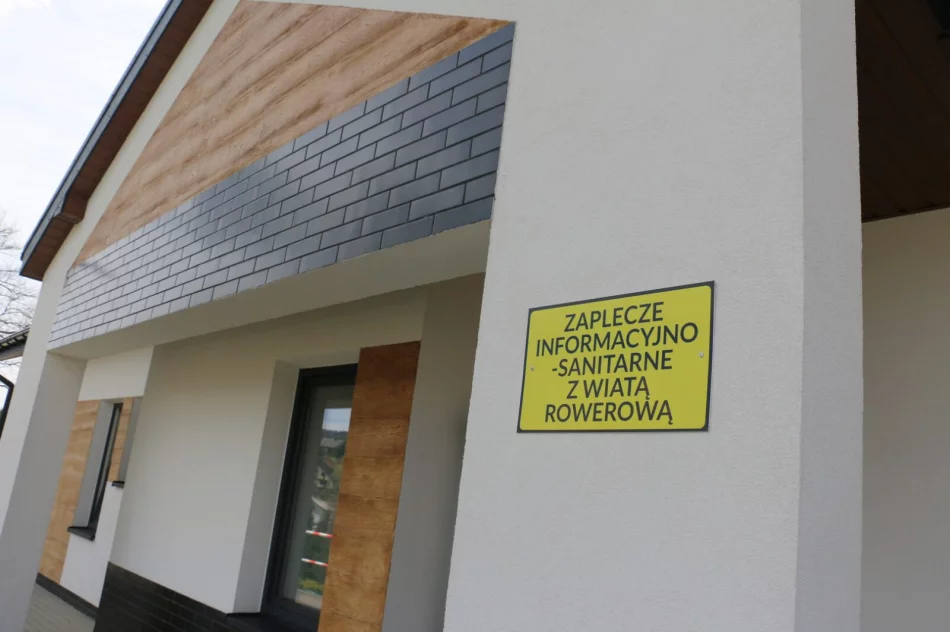 ZAPLECZE
INFORMACYJNO
-SANITARNE
Z WIATĄ
ROWEROWĄ